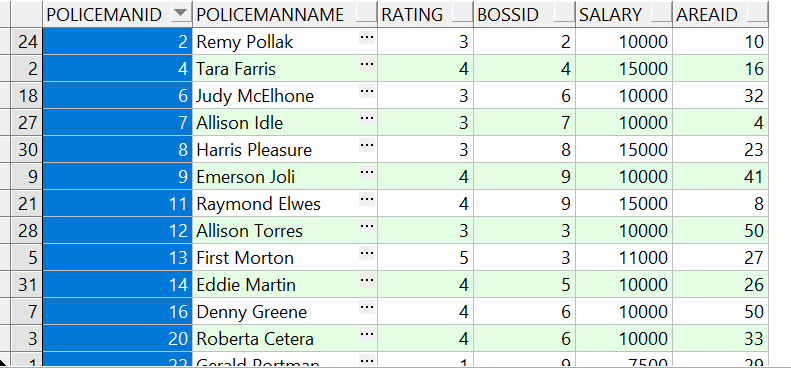 POLICEMANID POLICEMANNAME RATING BOSSID SALARY AREAID
24 2 Remy Pollak ... 3 2 10000 10
2 4 Tara Farris ... 4 4 15000 16
18 6 Judy McElhone ... 3 6 10000 32
27 7 Allison Idle ... 3 7 10000 4
30 8 Harris Pleasure ... 3 8 15000 23
9 9 Emerson Joli ... 4 9 10000 41
21 11 Raymond Elwes ... 4 9 15000 8
28 12 Allison Torres ... 3 3 10000 50
5 13 First Morton ... 5 3 11000 27
31 14 Eddie Martin ... 4 5 10000 26
7 16 Denny Greene ... 4 6 10000 50
3 20 Roberta Cetera ... 4 6 10000 33
1 22 Gerald Portman ... 1 9 7500 29